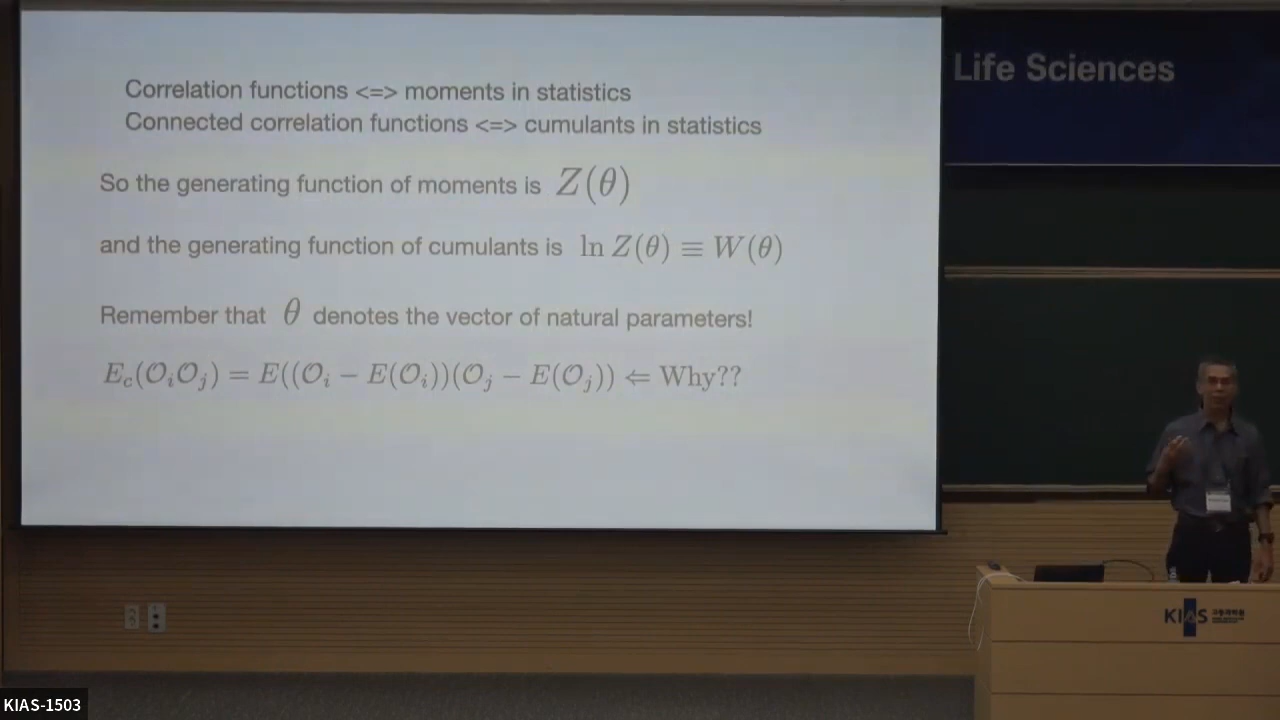 Correlation functions <=> moments in statistics
Connected correlation functions <=> cumulants in statistics
So the generating function of moments is Z(θ)
and the generating function of cumulants is ln Z(θ) ≡ W(θ)
Remember that θ denotes the vector of natural parameters!
E_c(𝒪_i𝒪_j) = E((𝒪_i − E(𝒪_i))(𝒪_j − E(𝒪_j)) ⇐ Why??
Life Sciences
KIAS
KIAS-1503